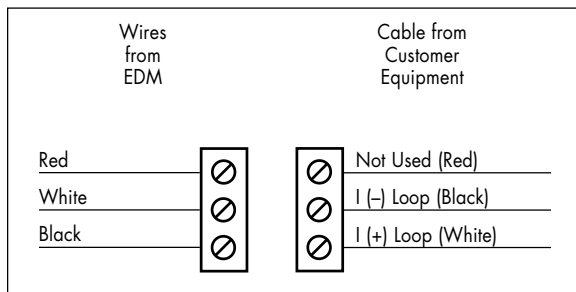 Wires
from
EDM
Cable from
Customer
Equipment
Red
White
Black
Not Used (Red)
I (–) Loop (Black)
I (+) Loop (White)